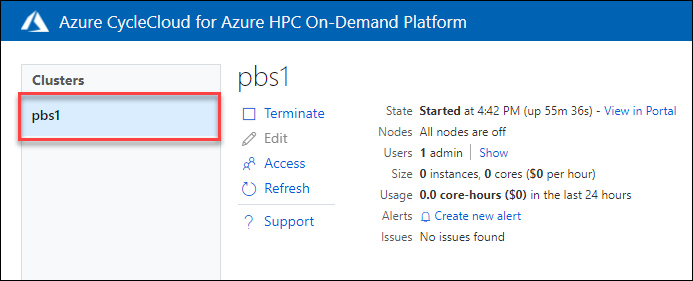 Azure CycleCloud for Azure HPC On-Demand Platform
Clusters
pbs1
pbs1
Terminate
Edit
Access
Refresh
Support
State Started at 4:42 PM (up 55m 36s) - View in Portal
Nodes All nodes are off
Users 1 admin | Show
Size 0 instances, 0 cores ($0 per hour)
Usage 0.0 core-hours ($0) in the last 24 hours
Alerts Create new alert
Issues No issues found